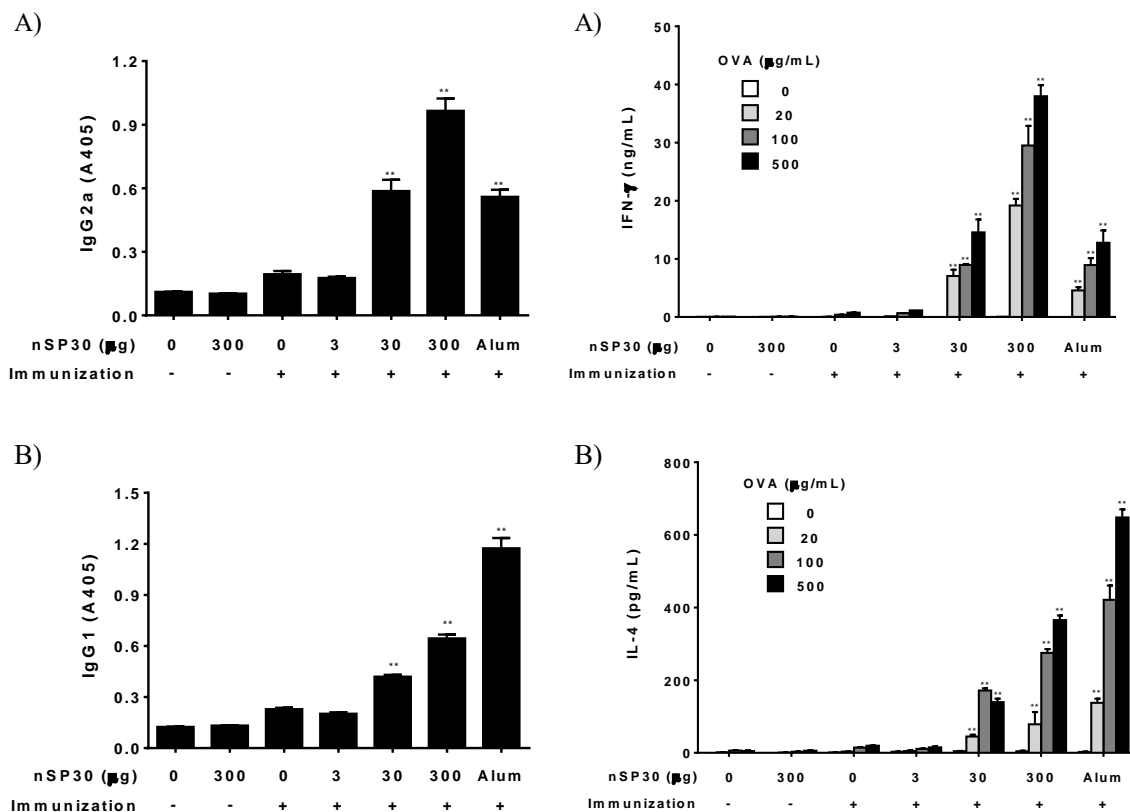 A)
IgG2a (A405)
1.2
0.9
0.6
0.3
0.0
**
**
**
nSP30 (μg) 0 300 0 3 30 300 Alum
Immunization - - + + + + +
A)
IFN-γ (ng/mL)
50
40
30
20
10
0
OVA (μg/mL)
0
20
100
500
** ** **
** ** **
** ** **
nSP30 (μg) 0 300 0 3 30 300 Alum
Immunization - - + + + + +
B)
IgG1 (A405)
1.5
1.2
0.9
0.6
0.3
0.0
**
**
**
nSP30 (μg) 0 300 0 3 30 300 Alum
Immunization - - + + + + +
B)
IL-4 (pg/mL)
800
600
400
200
0
OVA (μg/mL)
0
20
100
500
** ** **
** ** **
** ** **
nSP30 (μg) 0 300 0 3 30 300 Alum
Immunization - - + + + + +